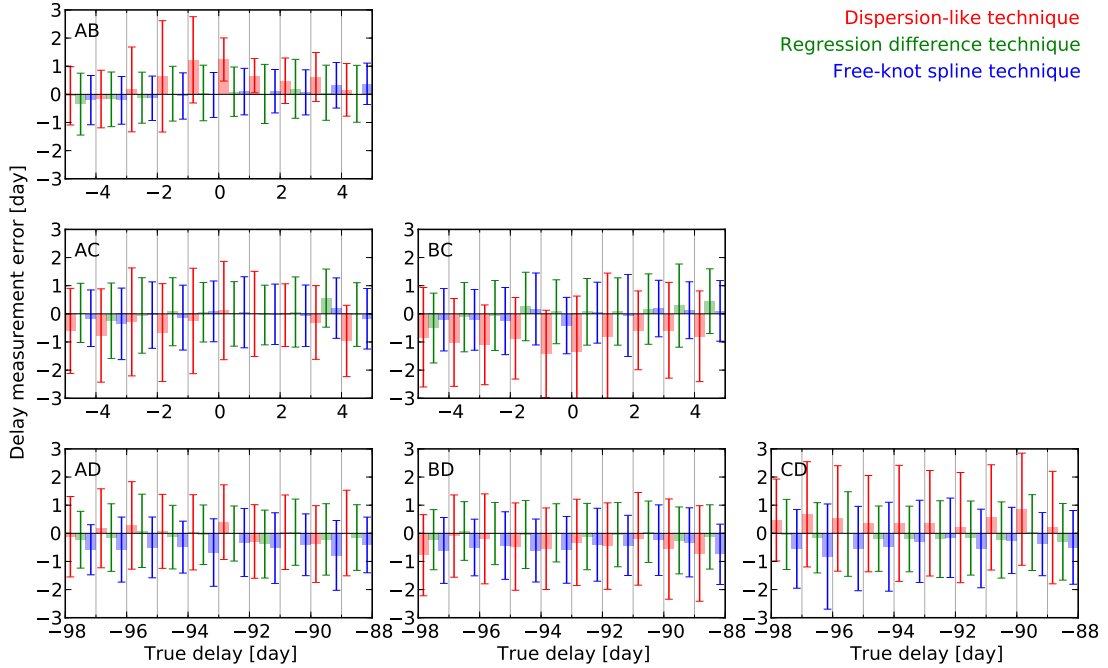 Dispersion-like technique
Regression difference technique
Free-knot spline technique
Delay measurement error [day]
AB
3
2
1
0
−1
−2
−3
−4 −2 0 2 4
AC
3
2
1
0
−1
−2
−3
−4 −2 0 2 4
BC
3
2
1
0
−1
−2
−3
−4 −2 0 2 4
AD
3
2
1
0
−1
−2
−3
−98 −96 −94 −92 −90 −88
True delay [day]
BD
3
2
1
0
−1
−2
−3
−98 −96 −94 −92 −90 −88
True delay [day]
CD
3
2
1
0
−1
−2
−3
−98 −96 −94 −92 −90 −88
True delay [day]